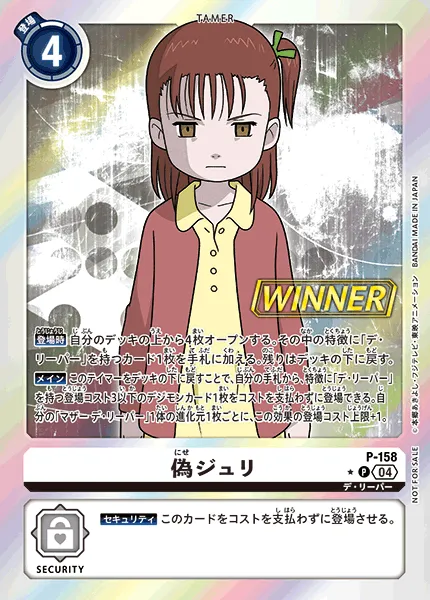 TAMER
登場
4
WINNER
登場時 自分のデッキの上から4枚オープンする。その中の特徴に「デ・
リーパー」を持つカード1枚を手札に加える。残りはデッキの下に戻す。
メイン このテイマーをデッキの下に戻すことで、自分の手札から、特徴に「デ・リーパー」
を持つ登場コスト3以下のデジモンカード1枚をコストを支払わずに登場できる。自
分の「マザーデ・リーパー」1体の進化元1枚ごとに、この効果の登場コスト上限+1。
©本郷あきよし・フジテレビ・東映アニメーション BANDAI MADE IN JAPAN
NOT FOR SALE
にせ
偽ジュリ
P-158
P 04
デ・リーパー
セキュリティ このカードをコストを支払わずに登場させる。
SECURITY